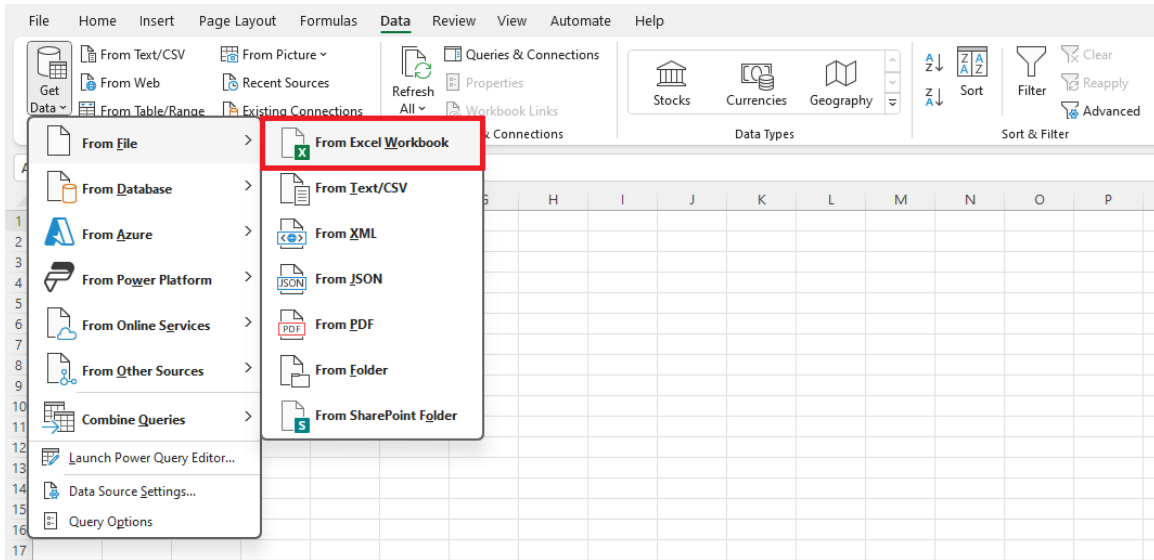 File Home Insert Page Layout Formulas Data Review View Automate Help
Get Data
From Text/CSV
From Web
From Table/Range
From Picture
Recent Sources
Existing Connections
Refresh All
Queries & Connections
Properties
Workbook Links
& Connections
Stocks
Currencies
Geography
Data Types
Sort
Filter
Clear
Reapply
Advanced
Sort & Filter
From File
From Database
From Azure
From Power Platform
From Online Services
From Other Sources
Combine Queries
Launch Power Query Editor...
Data Source Settings...
Query Options
From Excel Workbook
From Text/CSV
From XML
JSON From JSON
PDF From PDF
From Folder
From SharePoint Folder
H I J K L M N O P
1
2
3
4
5
6
7
8
9
10
11
12
13
14
15
16
17